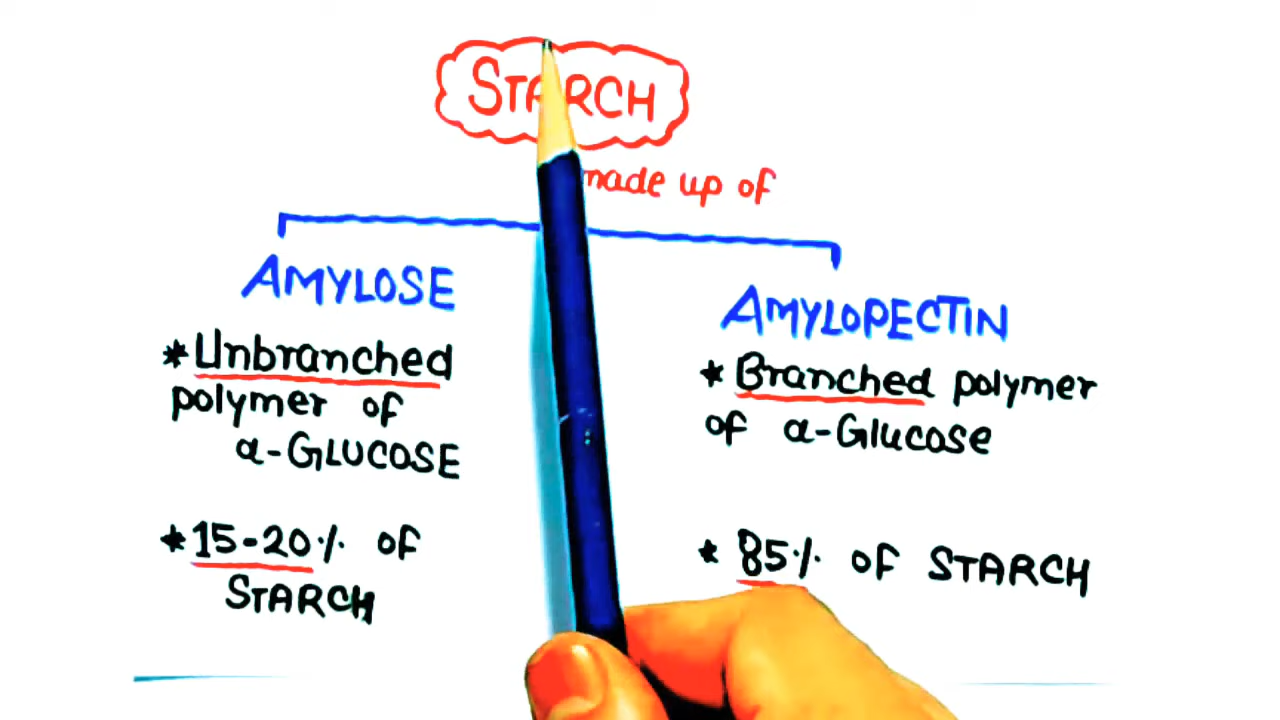 STARCH
made up of
AMYLOSE
* Unbranched
polymer of
α-GLUCOSE
* 15-20% of
STARCH
AMYLOPECTIN
* Branched polymer
of α-Glucose
* 85% of STARCH